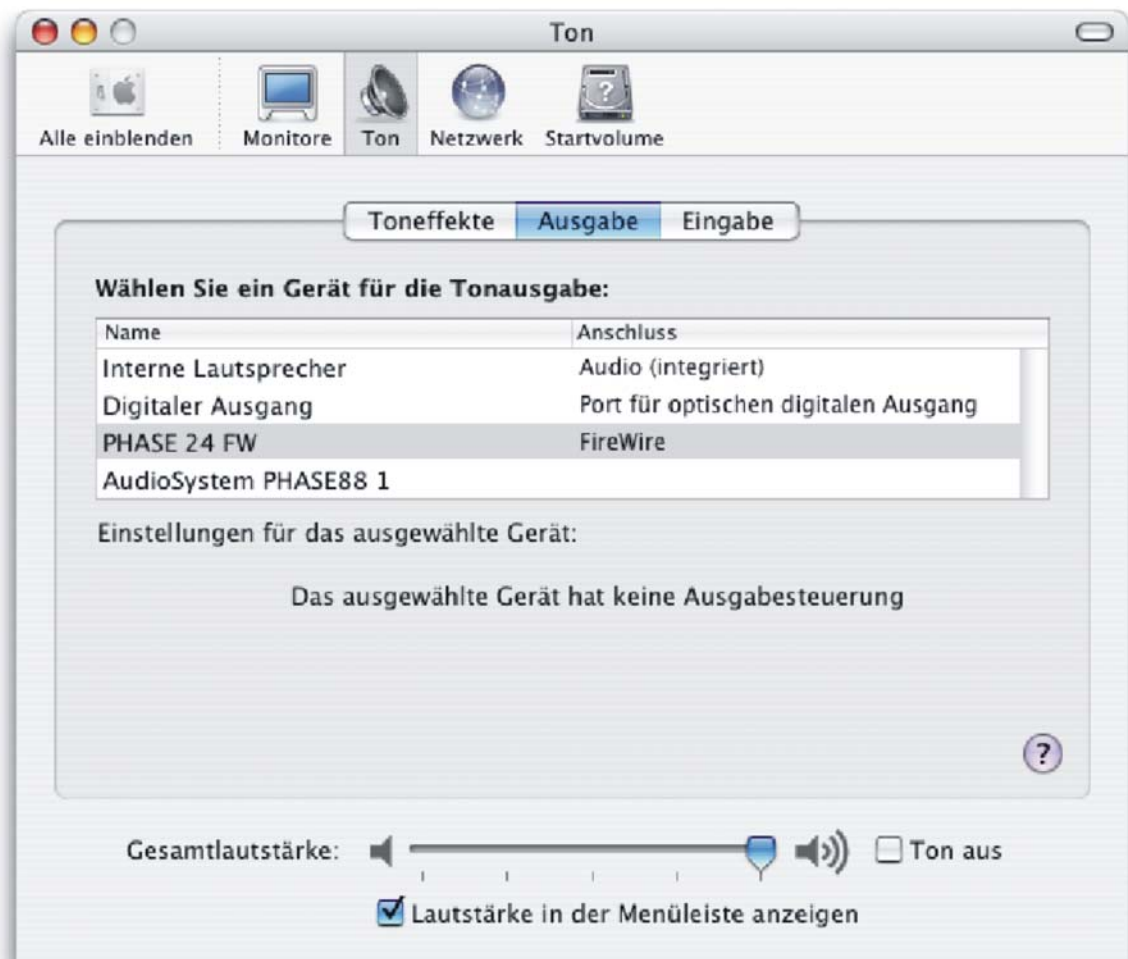 Ton
Alle einblenden Monitore Ton Netzwerk Startvolume
Toneffekte Ausgabe Eingabe
Wählen Sie ein Gerät für die Tonausgabe:
Name Anschluss
Interne Lautsprecher Audio (integriert)
Digitaler Ausgang Port für optischen digitalen Ausgang
PHASE 24 FW FireWire
AudioSystem PHASE88 1
Einstellungen für das ausgewählte Gerät:
Das ausgewählte Gerät hat keine Ausgabesteuerung
?
Gesamtlautstärke: Ton aus
Lautstärke in der Menüleiste anzeigen